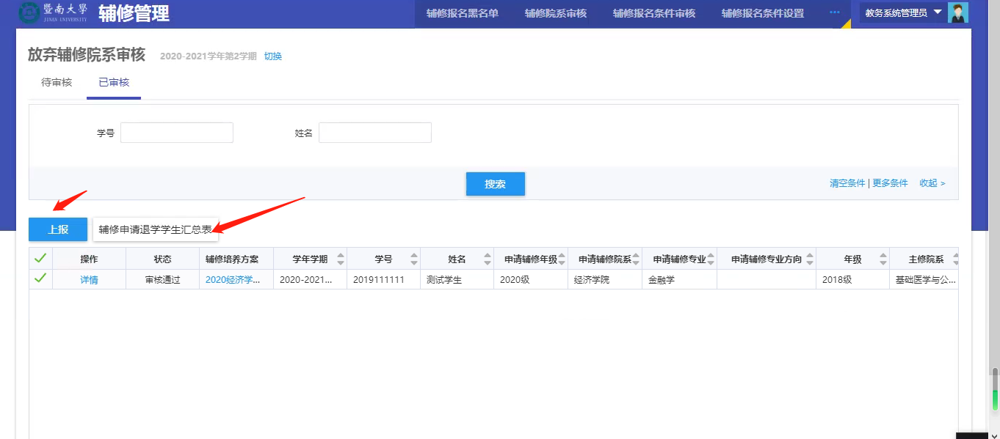 暨南大學
JINAN UNIVERSITY
辅修管理
辅修报名黑名单 辅修院系审核 辅修报名条件审核 辅修报名条件设置 ··· 教务系统管理员
放弃辅修院系审核 2020-2021学年第2学期 切换
待审核 已审核
学号 姓名
搜索 清空条件 | 更多条件 收起 >
上报 辅修申请退学学生汇总表
操作 状态 辅修培养方案 学年学期 学号 姓名 申请辅修年级 申请辅修院系 申请辅修专业 申请辅修专业方向 年级 主修院系
详情 审核通过 2020经济学... 2020-2021... 2019111111 测试学生 2020级 经济学院 金融学 2018级 基础医学与公...